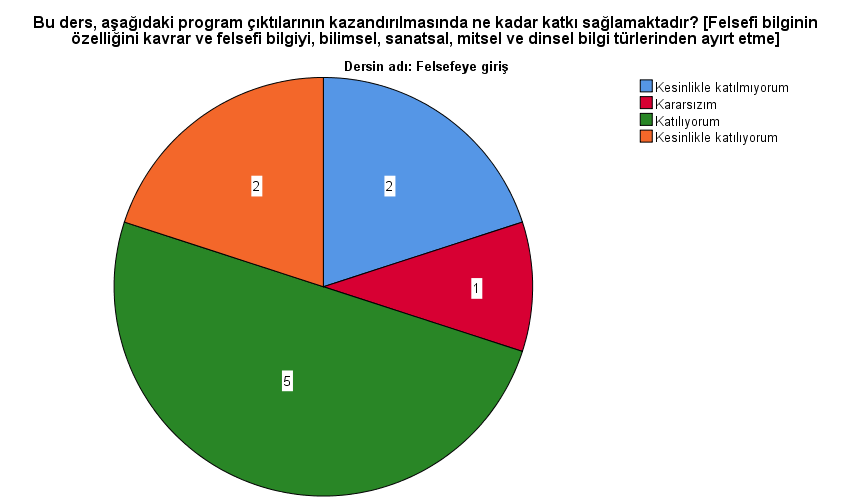 Bu ders, aşağıdaki program çıktılarının kazandırılmasında ne kadar katkı sağlamaktadır? [Felsefi bilginin
özelliğini kavrar ve felsefi bilgiyi, bilimsel, sanatsal, mitsel ve dinsel bilgi türlerinden ayırt etme]
Dersin adı: Felsefeye giriş
Kesinlikle katılmıyorum
Kararsızım
Katılıyorum
Kesinlikle katılıyorum
2
2
1
5